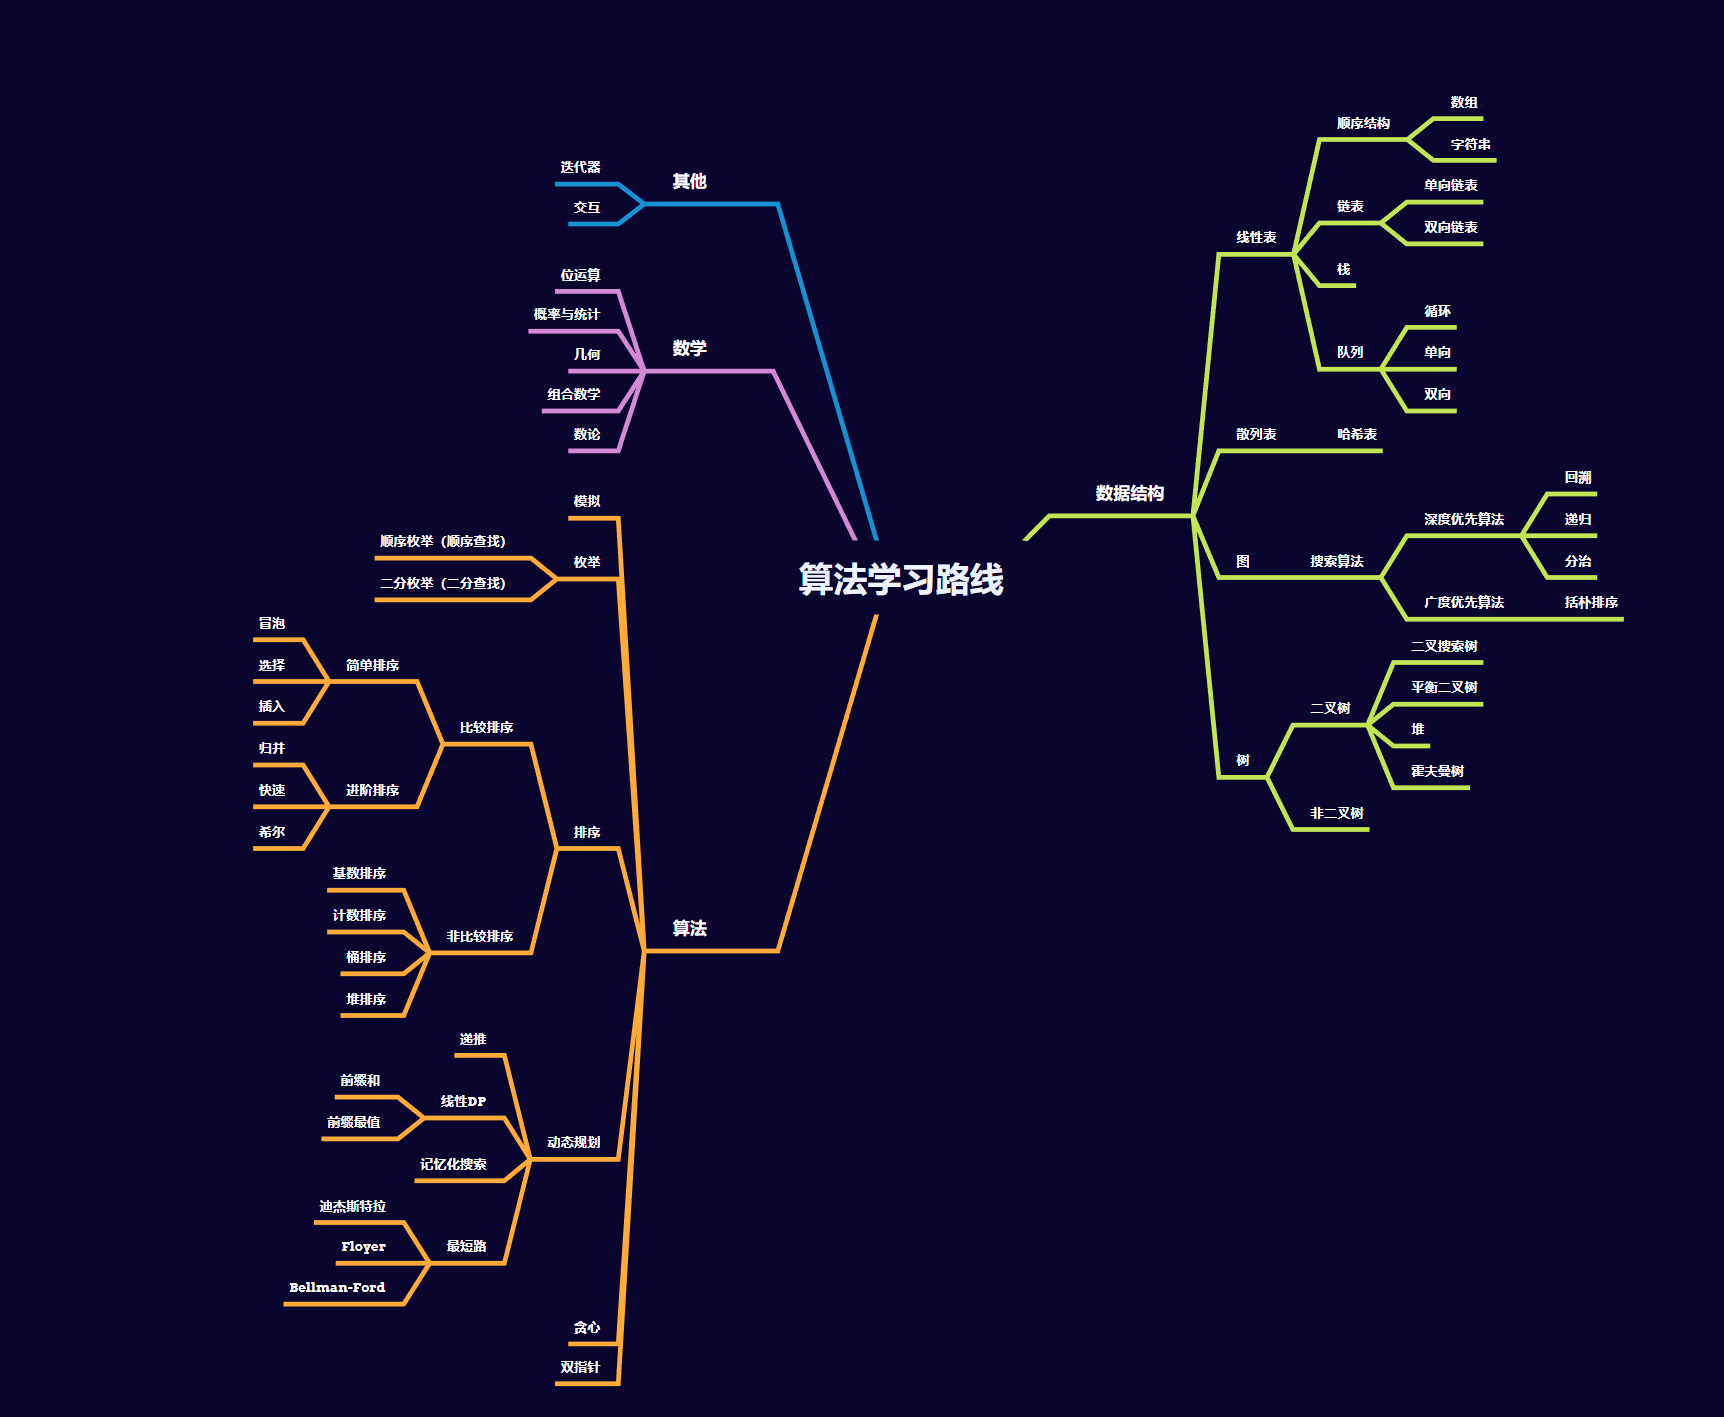 算法学习路线
数据结构
线性表
顺序结构
数组
字符串
链表
单向链表
双向链表
栈
队列
循环
单向
双向
散列表
哈希表
图
搜索算法
深度优先算法
回溯
递归
分治
广度优先算法
括朴排序
树
二叉树
二叉搜索树
平衡二叉树
堆
霍夫曼树
非二叉树
其他
迭代器
交互
数学
位运算
概率与统计
几何
组合数学
数论
算法
模拟
枚举
顺序枚举（顺序查找）
二分枚举（二分查找）
排序
比较排序
简单排序
冒泡
选择
插入
进阶排序
归并
快速
希尔
非比较排序
基数排序
计数排序
桶排序
堆排序
动态规划
递推
线性DP
前缀和
前缀最值
记忆化搜索
最短路
迪杰斯特拉
Floyer
Bellman-Ford
贪心
双指针